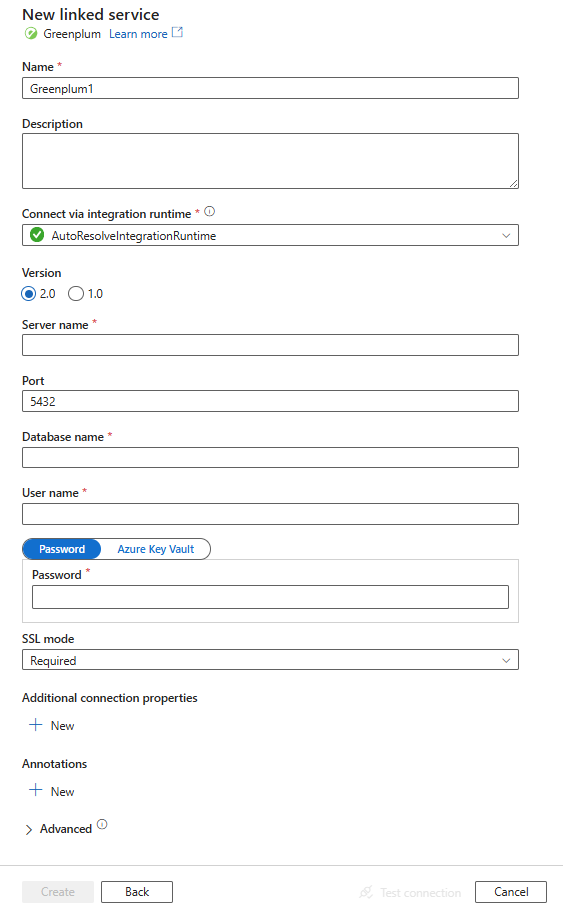 New linked service
Greenplum Learn more
Name *
Greenplum1
Description
Connect via integration runtime *
AutoResolveIntegrationRuntime
Version
2.0 1.0
Server name *
Port
5432
Database name *
User name *
Password Azure Key Vault
Password *
SSL mode
Required
Additional connection properties
New
Annotations
New
Advanced
Create Back Test connection Cancel